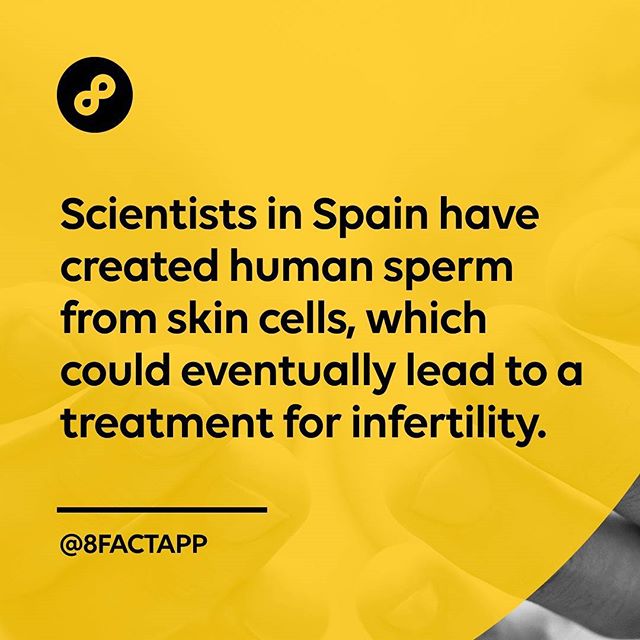 Scientists in Spain have
created human sperm
from skin cells, which
could eventually lead to a
treatment for infertility.
@8FACTAPP